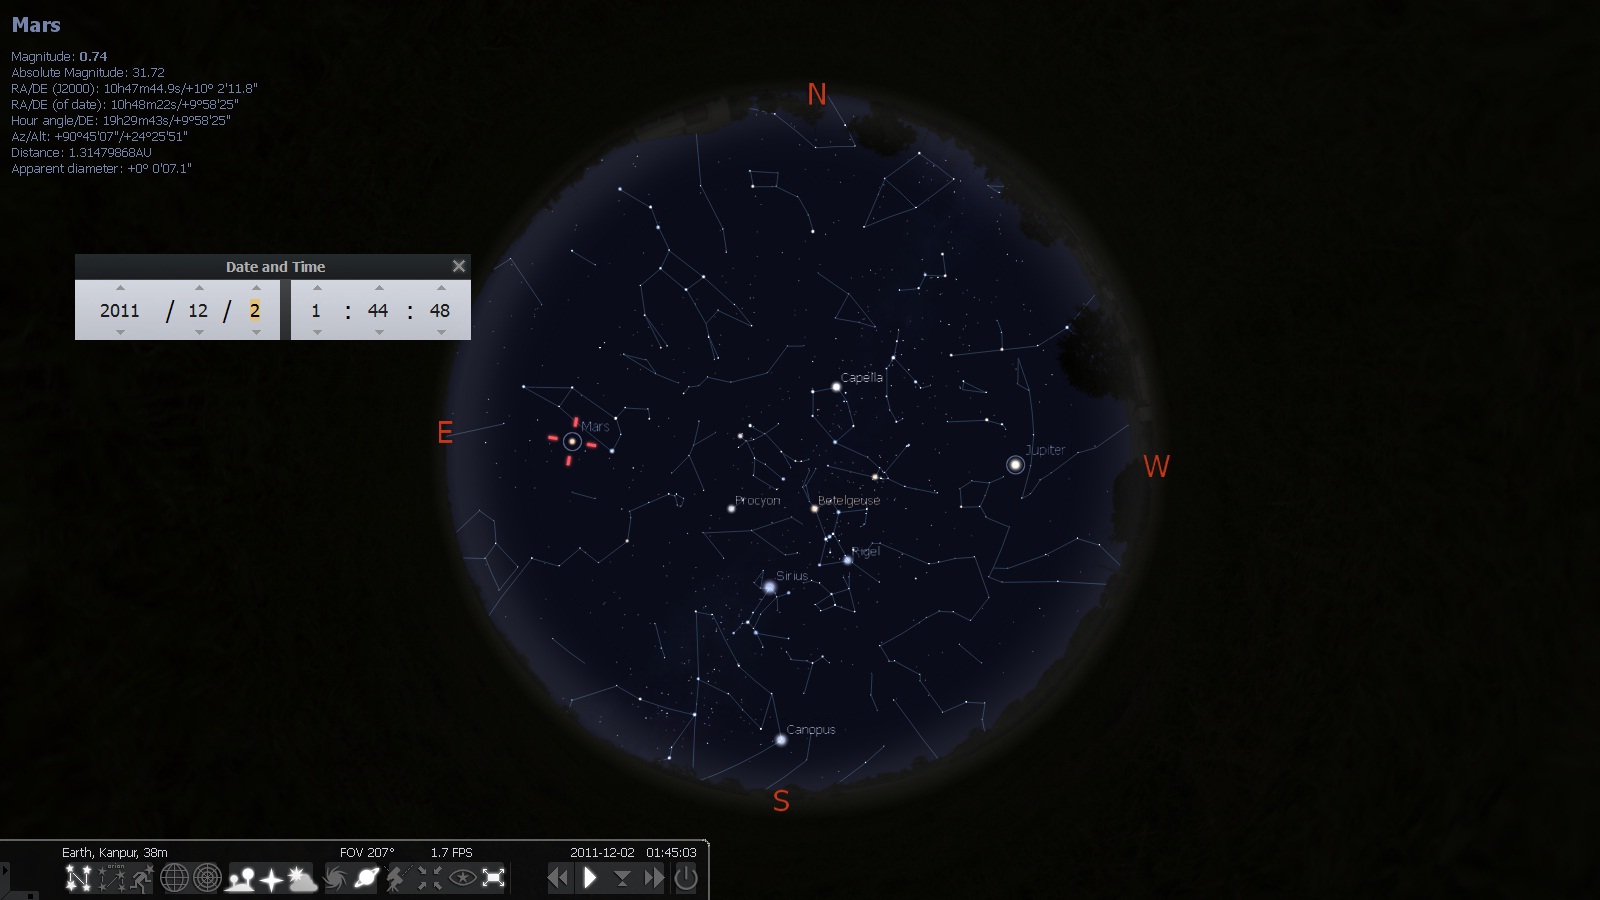 Mars
Magnitude: 0.74
Absolute Magnitude: 31.72
RA/DE (J2000): 10h47m44.9s/+10° 2'11.8"
RA/DE (of date): 10h48m22s/+9°58'25"
Hour angle/DE: 19h29m43s/+9°58'25"
Az/Alt: +90°45'07"/+24°25'51"
Distance: 1.31479868AU
Apparent diameter: +0° 0'07.1"
N
Date and Time
2011 / 12 / 2 1 : 44 : 48
Capella
E
Mars
Jupiter
W
Procyon
Betelgeuse
Rigel
Sirius
Canopus
S
Earth, Kanpur, 38m FOV 207° 1.7 FPS 2011-12-02 01:45:03